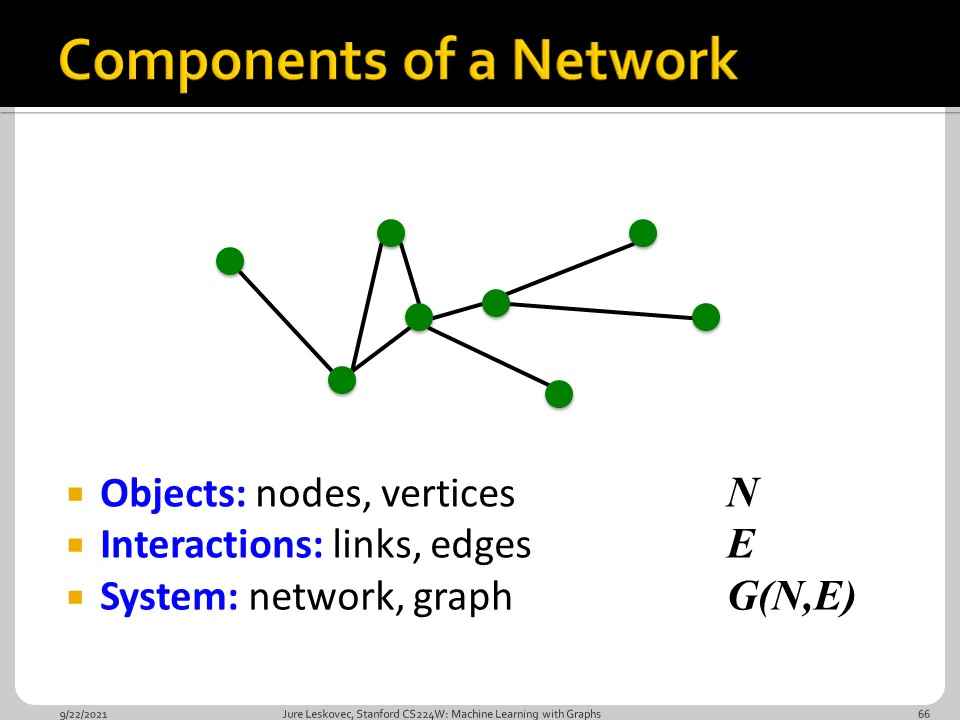 Components of a Network
Objects: nodes, vertices N
Interactions: links, edges E
System: network, graph G(N,E)
9/22/2021 Jure Leskovec, Stanford CS224W: Machine Learning with Graphs 66